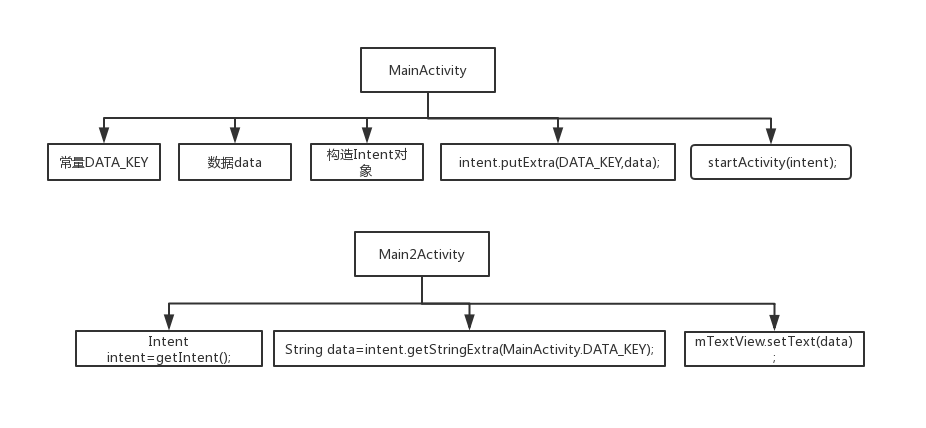 MainActivity
常量DATA_KEY
数据data
构造Intent对
象
intent.putExtra(DATA_KEY,data);
startActivity(intent);
Main2Activity
Intent
intent=getIntent();
String data=intent.getStringExtra(MainActivity.DATA_KEY);
mTextView.setText(data)
;